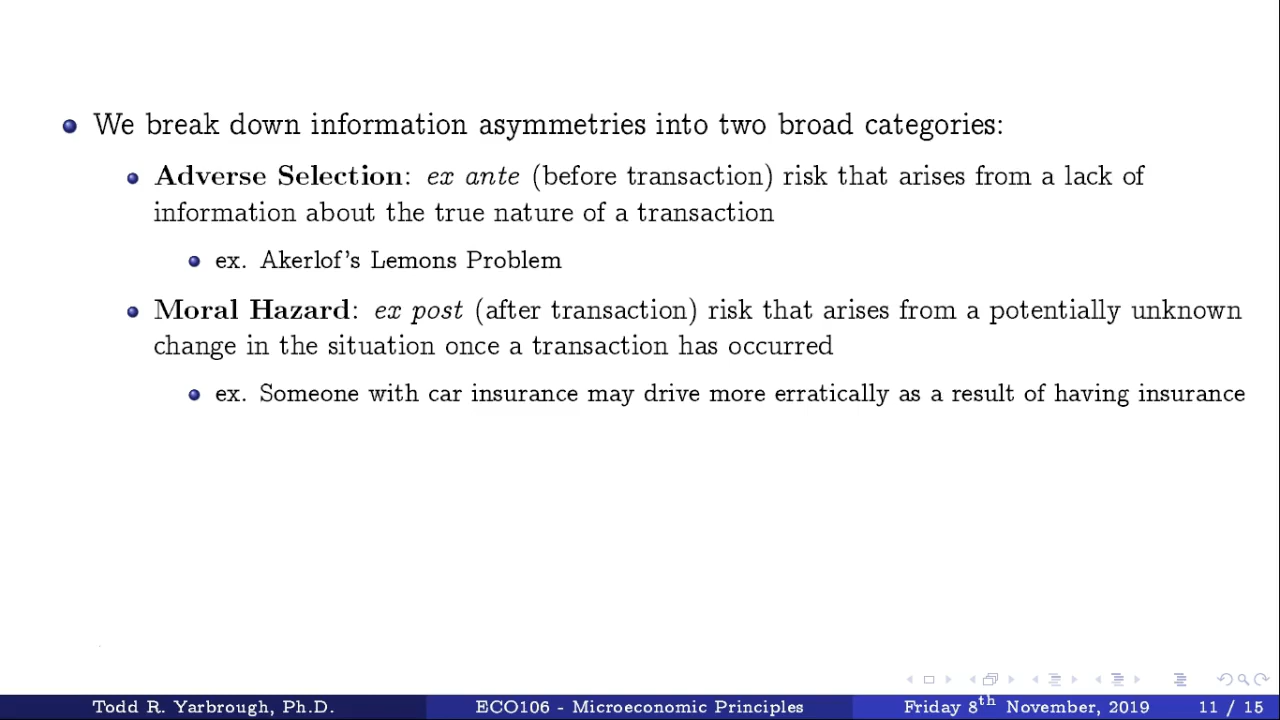 We break down information asymmetries into two broad categories:
Adverse Selection: ex ante (before transaction) risk that arises from a lack of
information about the true nature of a transaction
ex. Akerlof's Lemons Problem
Moral Hazard: ex post (after transaction) risk that arises from a potentially unknown
change in the situation once a transaction has occurred
ex. Someone with car insurance may drive more erratically as a result of having insurance
Todd R. Yarbrough, Ph.D. ECO106 - Microeconomic Principles Friday 8th November, 2019 11 / 15